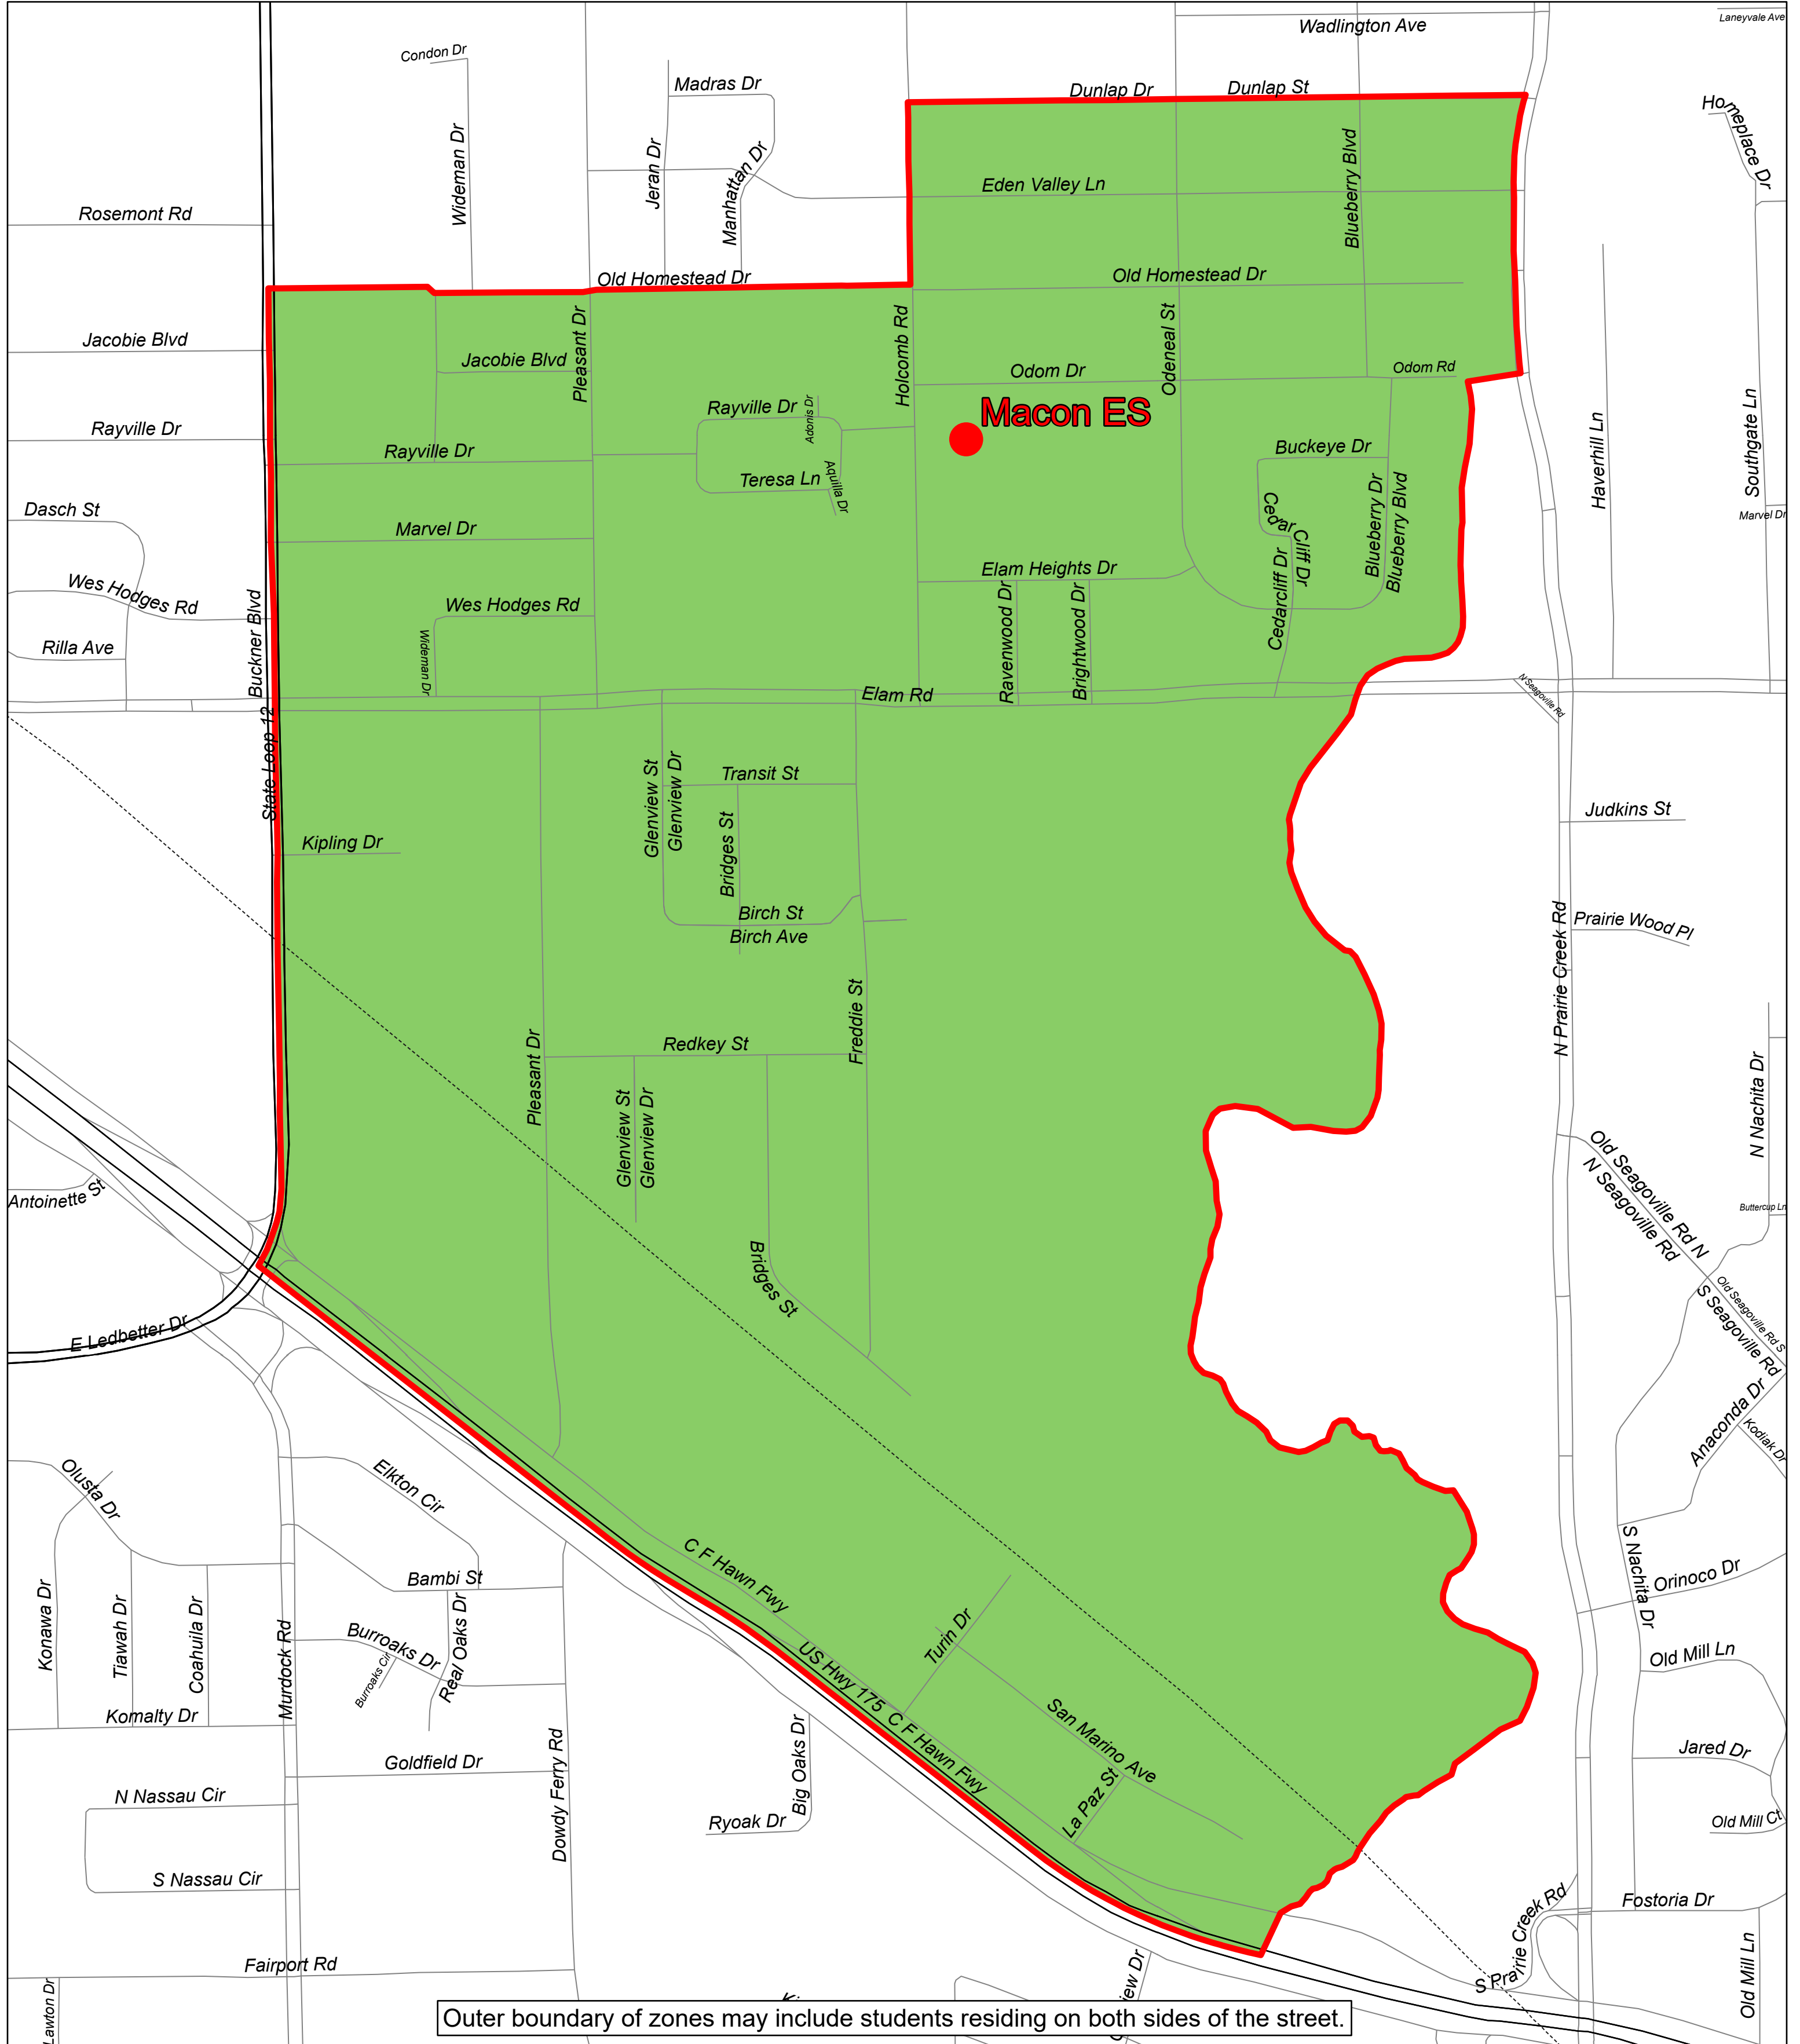 Wadlington Ave
Laneyvale Ave
Condon Dr
Madras Dr
Dunlap Dr
Dunlap St
Homeplace Dr
Wideman Dr
Jeran Dr
Manhattan Dr
Blueberry Blvd
Eden Valley Ln
Rosemont Rd
Old Homestead Dr
Old Homestead Dr
Jacobie Blvd
Jacobie Blvd
Pleasant Dr
Holcomb Rd
Odeneal St
Odom Dr
Odom Rd
Macon ES
Rayville Dr
Rayville Dr
Rayville Dr
Adonis Dr
Teresa Ln
Aquilla Dr
Buckeye Dr
Haverhill Ln
Southgate Ln
Marvel Dr
Dasch St
Marvel Dr
Cedar Cliff Dr
Blueberry Dr
Blueberry Blvd
Elam Heights Dr
Ravenwood Dr
Brightwood Dr
Cedarcliff Dr
Wes Hodges Rd
Wes Hodges Rd
Rilla Ave
Buckner Blvd
Wideman Dr
Elam Rd
N Seagoville Rd
State Loop 12
Glenview St
Glenview Dr
Transit St
Bridges St
Kipling Dr
Judkins St
Birch St
Birch Ave
Prairie Wood Pl
N Prairie Creek Rd
Freddie St
Redkey St
Pleasant Dr
Glenview St
Glenview Dr
N Nachita Dr
Old Seagoville Rd N
N Seagoville Rd
Antoinette St
Buttercup Ln
Bridges St
Old Seagoville Rd S
S Seagoville Rd
E Ledbetter Dr
Anaconda Dr
Kodiak Dr
Olusta Dr
Elkton Cir
C F Hawn Fwy
S Nachita Dr
Orinoco Dr
Bambi St
Konawa Dr
Tiawah Dr
Coahuila Dr
Murdock Rd
Burroaks Dr
Burroaks Cir
Real Oaks Dr
Turin Dr
Old Mill Ln
US Hwy 175
C F Hawn Fwy
San Marino Ave
Komalty Dr
Goldfield Dr
Dowdy Ferry Rd
Big Oaks Dr
Jared Dr
N Nassau Cir
La Paz St
Ryoak Dr
Old Mill Ct
S Nassau Cir
S Prairie Creek Rd
Fostoria Dr
Fairport Rd
Old Mill Ln
Lawton Dr
Outer boundary of zones may include students residing on both sides of the street.